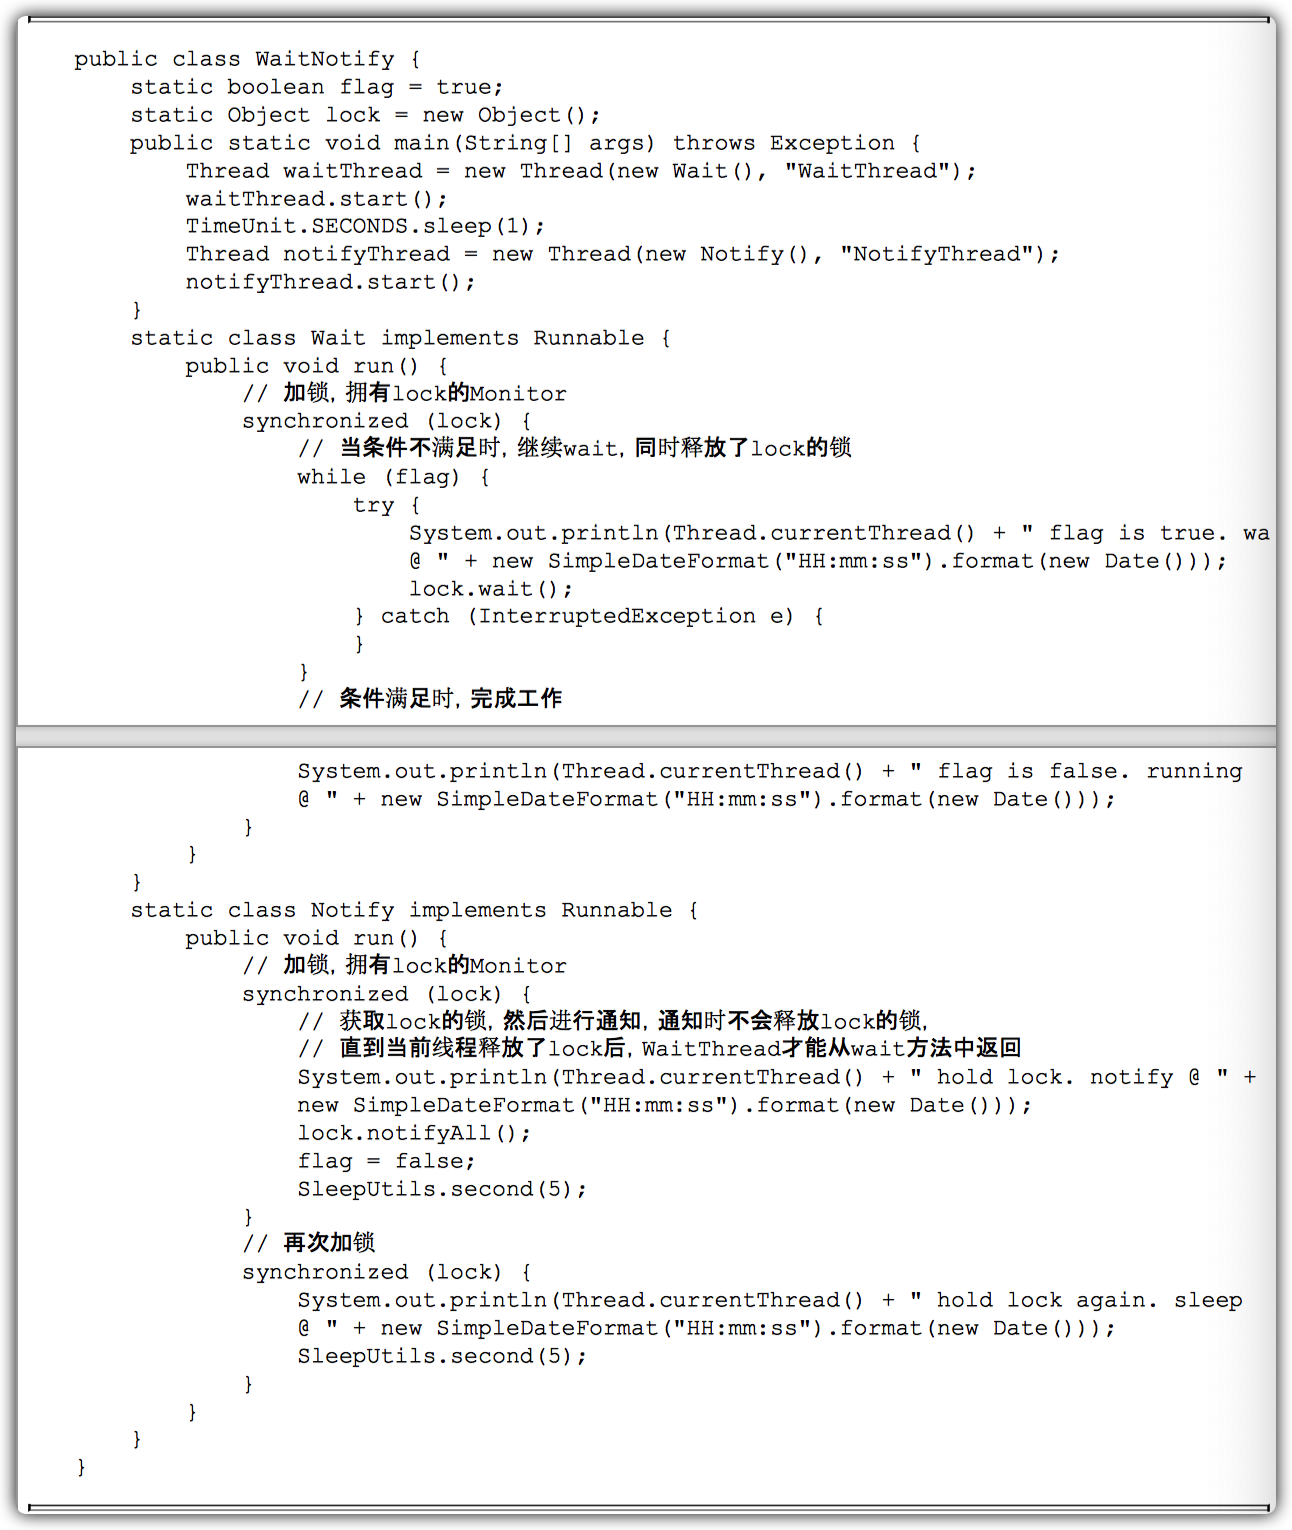 public class WaitNotify {
    static boolean flag = true;
    static Object lock = new Object();
    public static void main(String[] args) throws Exception {
        Thread waitThread = new Thread(new Wait(), "WaitThread");
        waitThread.start();
        TimeUnit.SECONDS.sleep(1);
        Thread notifyThread = new Thread(new Notify(), "NotifyThread");
        notifyThread.start();
    }
    static class Wait implements Runnable {
        public void run() {
            // 加锁，拥有lock的Monitor
            synchronized (lock) {
                // 当条件不满足时，继续wait，同时释放了lock的锁
                while (flag) {
                    try {
                        System.out.println(Thread.currentThread() + " flag is true. wa
                        @ " + new SimpleDateFormat("HH:mm:ss").format(new Date()));
                        lock.wait();
                    } catch (InterruptedException e) {
                    }
                }
                // 条件满足时，完成工作
                System.out.println(Thread.currentThread() + " flag is false. running
                @ " + new SimpleDateFormat("HH:mm:ss").format(new Date()));
            }
        }
    }
    static class Notify implements Runnable {
        public void run() {
            // 加锁，拥有lock的Monitor
            synchronized (lock) {
                // 获取lock的锁，然后进行通知，通知时不会释放lock的锁，
                // 直到当前线程释放了lock后，WaitThread才能从wait方法中返回
                System.out.println(Thread.currentThread() + " hold lock. notify @ " +
                new SimpleDateFormat("HH:mm:ss").format(new Date()));
                lock.notifyAll();
                flag = false;
                SleepUtils.second(5);
            }
            // 再次加锁
            synchronized (lock) {
                System.out.println(Thread.currentThread() + " hold lock again. sleep
                @ " + new SimpleDateFormat("HH:mm:ss").format(new Date()));
                SleepUtils.second(5);
            }
        }
    }
}